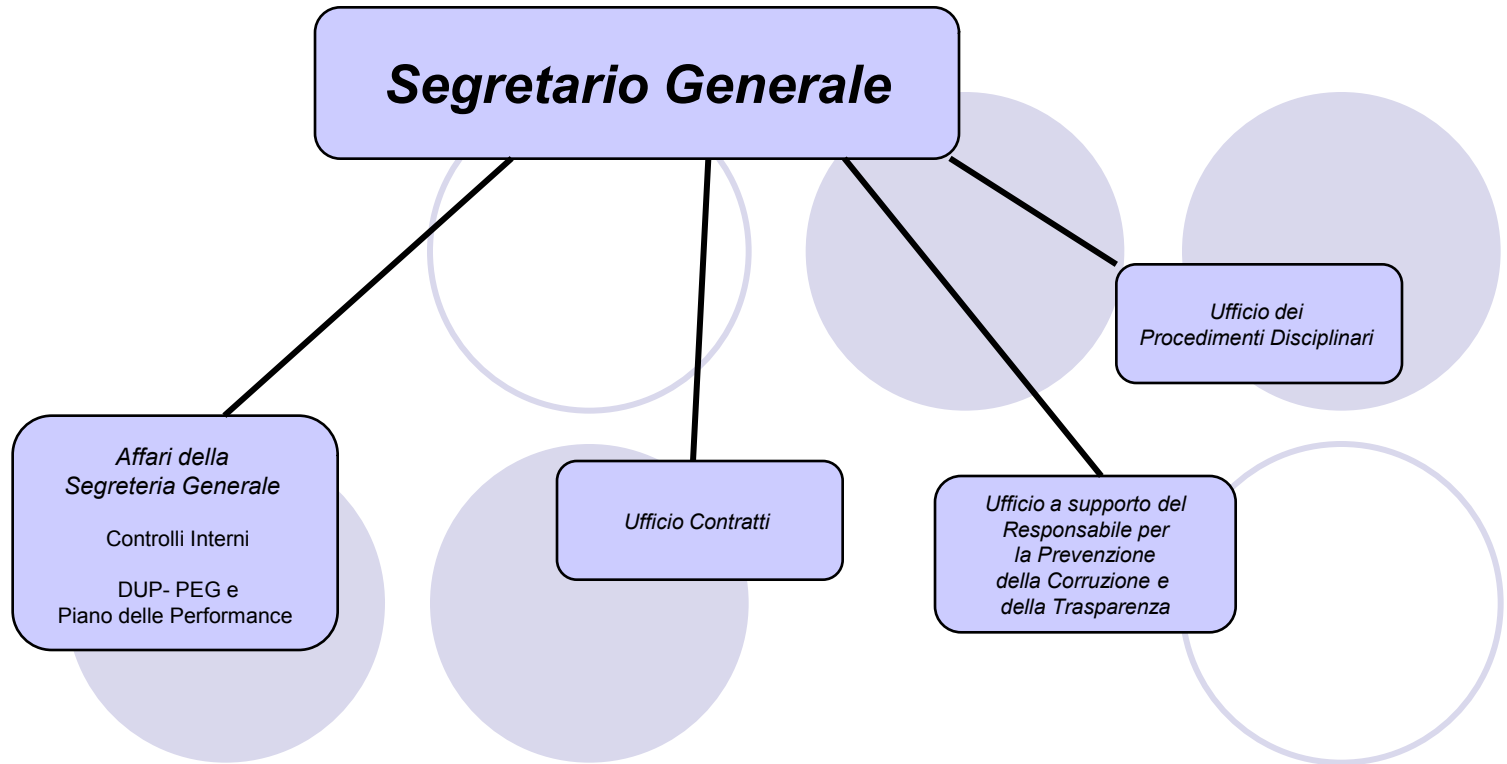 Segretario Generale
Ufficio dei
Procedimenti Disciplinari
Affari della
Segreteria Generale
Controlli Interni
DUP- PEG e
Piano delle Performance
Ufficio Contratti
Ufficio a supporto del
Responsabile per
la Prevenzione
della Corruzione e
della Trasparenza